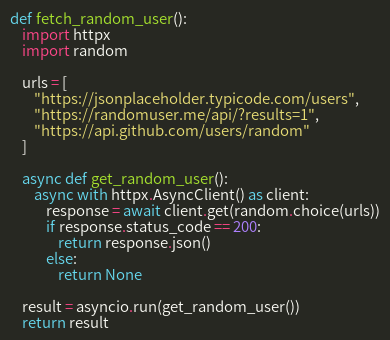 def fetch_random_user():
    import httpx
    import random

    urls = [
        "https://jsonplaceholder.typicode.com/users",
        "https://randomuser.me/api/?results=1",
        "https://api.github.com/users/random"
    ]

    async def get_random_user():
        async with httpx.AsyncClient() as client:
            response = await client.get(random.choice(urls))
            if response.status_code == 200:
                return response.json()
            else:
                return None

    result = asyncio.run(get_random_user())
    return result